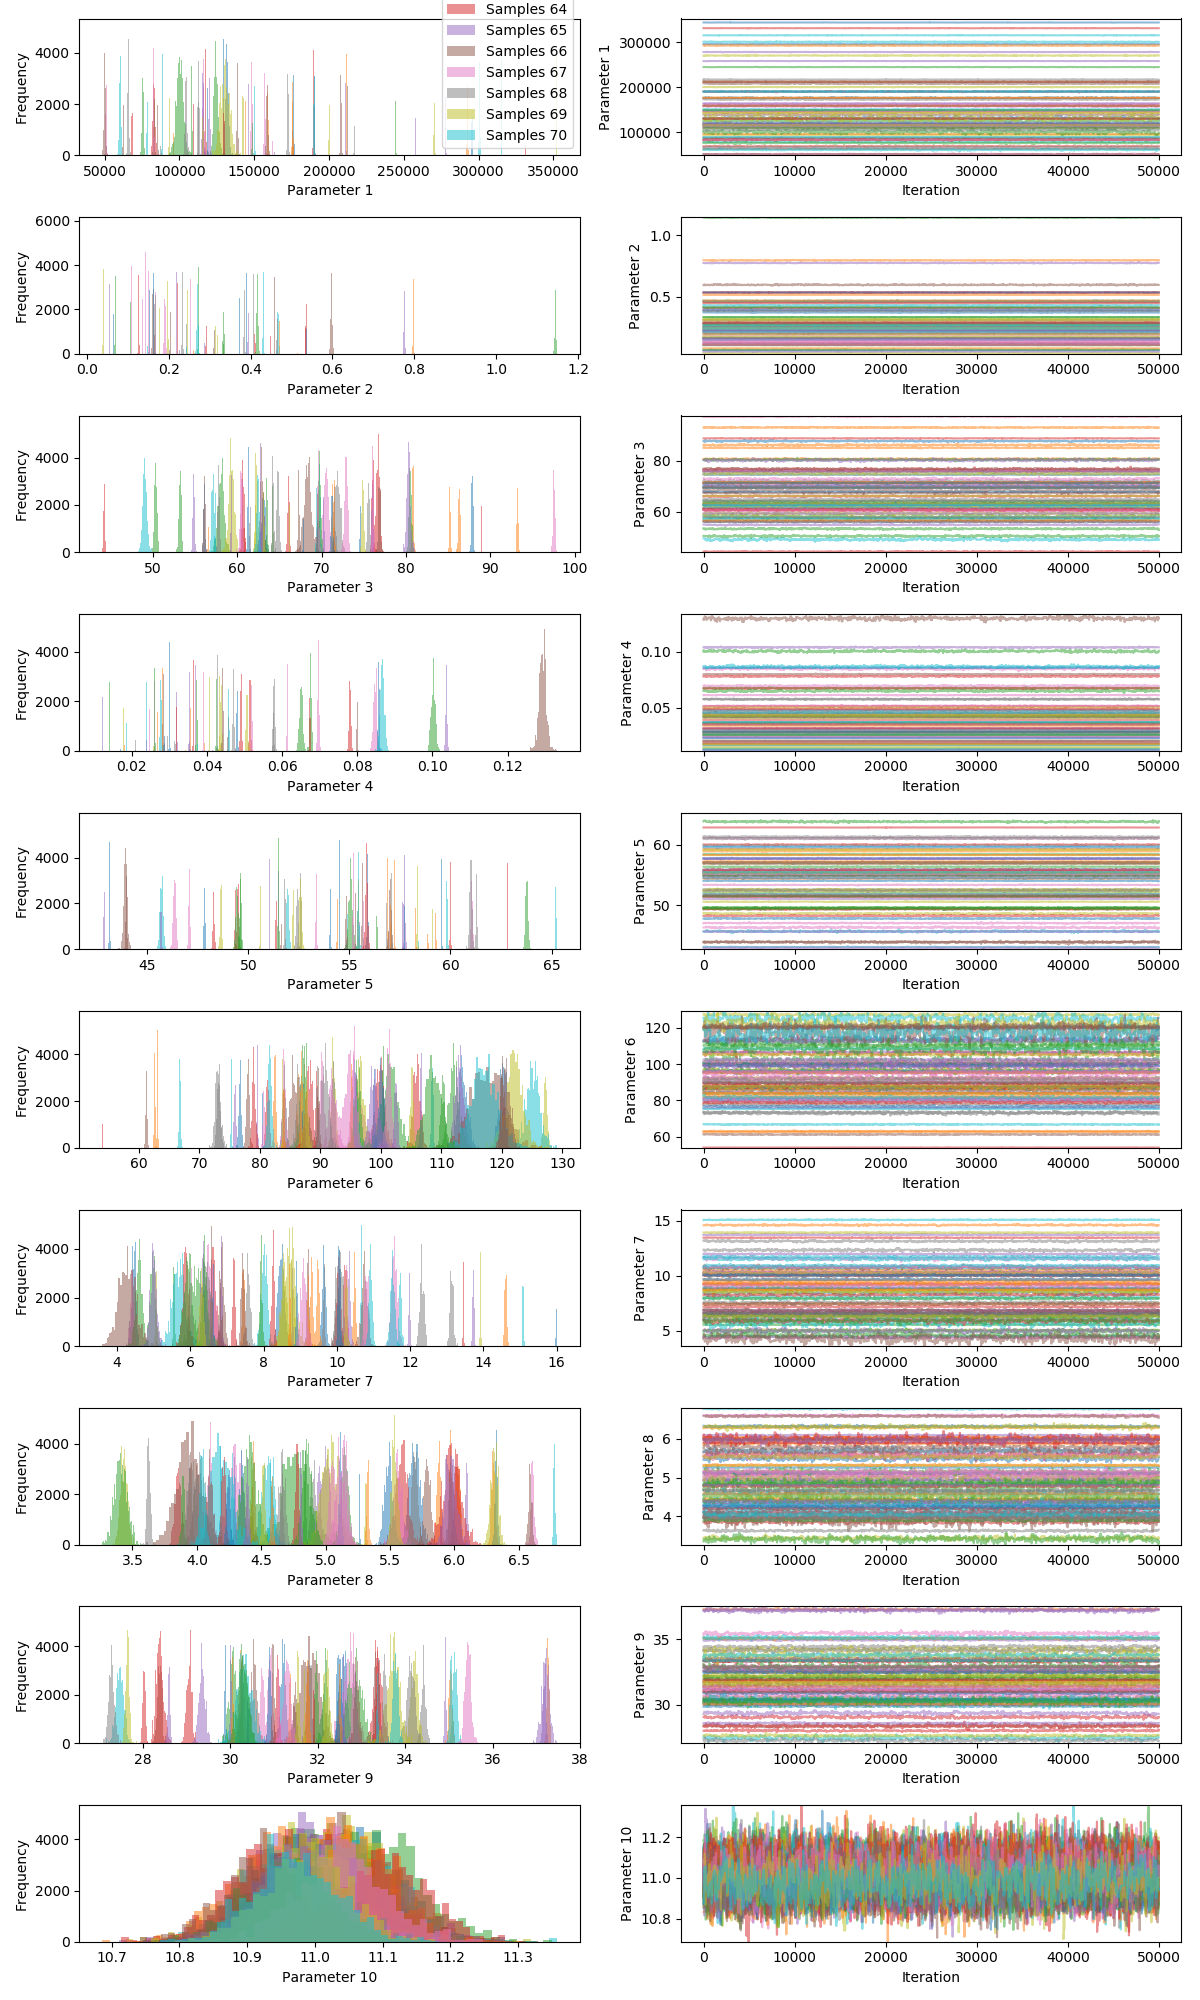 Samples 64
Samples 65
Samples 66
Samples 67
Samples 68
Samples 69
Samples 70
Frequency
4000
2000
0
50000 100000 150000 200000 250000 300000 350000
Parameter 1
Parameter 1
300000
200000
100000
0 10000 20000 30000 40000 50000
Iteration
Frequency
6000
4000
2000
0
0.0 0.2 0.4 0.6 0.8 1.0 1.2
Parameter 2
Parameter 2
1.0
0.5
0 10000 20000 30000 40000 50000
Iteration
Frequency
4000
2000
0
50 60 70 80 90 100
Parameter 3
Parameter 3
80
60
0 10000 20000 30000 40000 50000
Iteration
Frequency
4000
2000
0
0.02 0.04 0.06 0.08 0.10 0.12
Parameter 4
Parameter 4
0.10
0.05
0 10000 20000 30000 40000 50000
Iteration
Frequency
4000
2000
0
45 50 55 60 65
Parameter 5
Parameter 5
60
50
0 10000 20000 30000 40000 50000
Iteration
Frequency
4000
2000
0
60 70 80 90 100 110 120 130
Parameter 6
Parameter 6
120
100
80
60
0 10000 20000 30000 40000 50000
Iteration
Frequency
4000
2000
0
4 6 8 10 12 14 16
Parameter 7
Parameter 7
15
10
5
0 10000 20000 30000 40000 50000
Iteration
Frequency
4000
2000
0
3.5 4.0 4.5 5.0 5.5 6.0 6.5
Parameter 8
Parameter 8
6
5
4
0 10000 20000 30000 40000 50000
Iteration
Frequency
4000
2000
0
28 30 32 34 36 38
Parameter 9
Parameter 9
35
30
0 10000 20000 30000 40000 50000
Iteration
Frequency
4000
2000
0
10.7 10.8 10.9 11.0 11.1 11.2 11.3
Parameter 10
Parameter 10
11.2
11.0
10.8
0 10000 20000 30000 40000 50000
Iteration